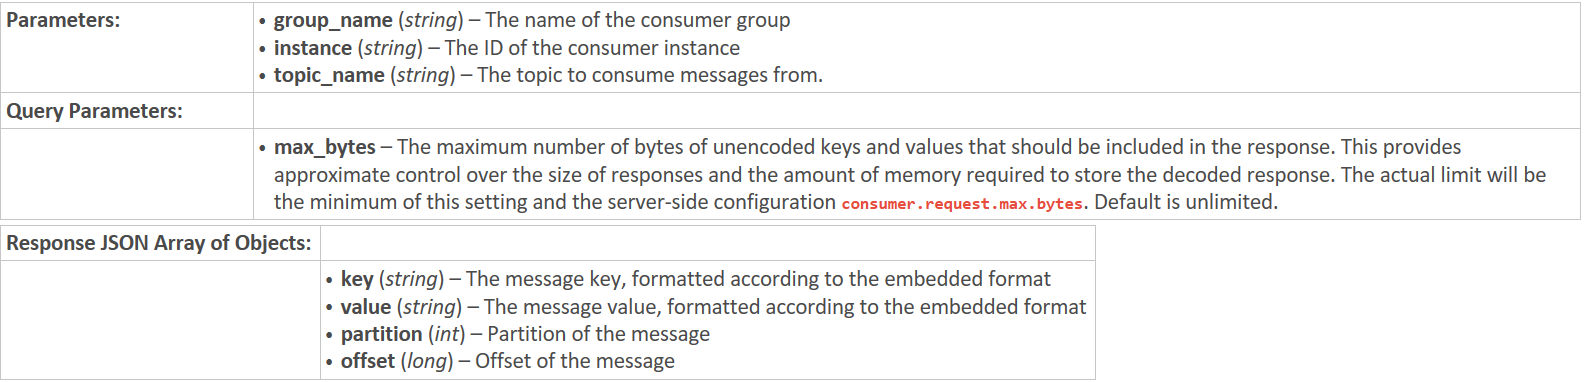 Parameters:
• group_name (string) – The name of the consumer group
• instance (string) – The ID of the consumer instance
• topic_name (string) – The topic to consume messages from.
Query Parameters:
• max_bytes – The maximum number of bytes of unencoded keys and values that should be included in the response. This provides
approximate control over the size of responses and the amount of memory required to store the decoded response. The actual limit will be
the minimum of this setting and the server-side configuration consumer.request.max.bytes. Default is unlimited.
Response JSON Array of Objects:
• key (string) – The message key, formatted according to the embedded format
• value (string) – The message value, formatted according to the embedded format
• partition (int) – Partition of the message
• offset (long) – Offset of the message